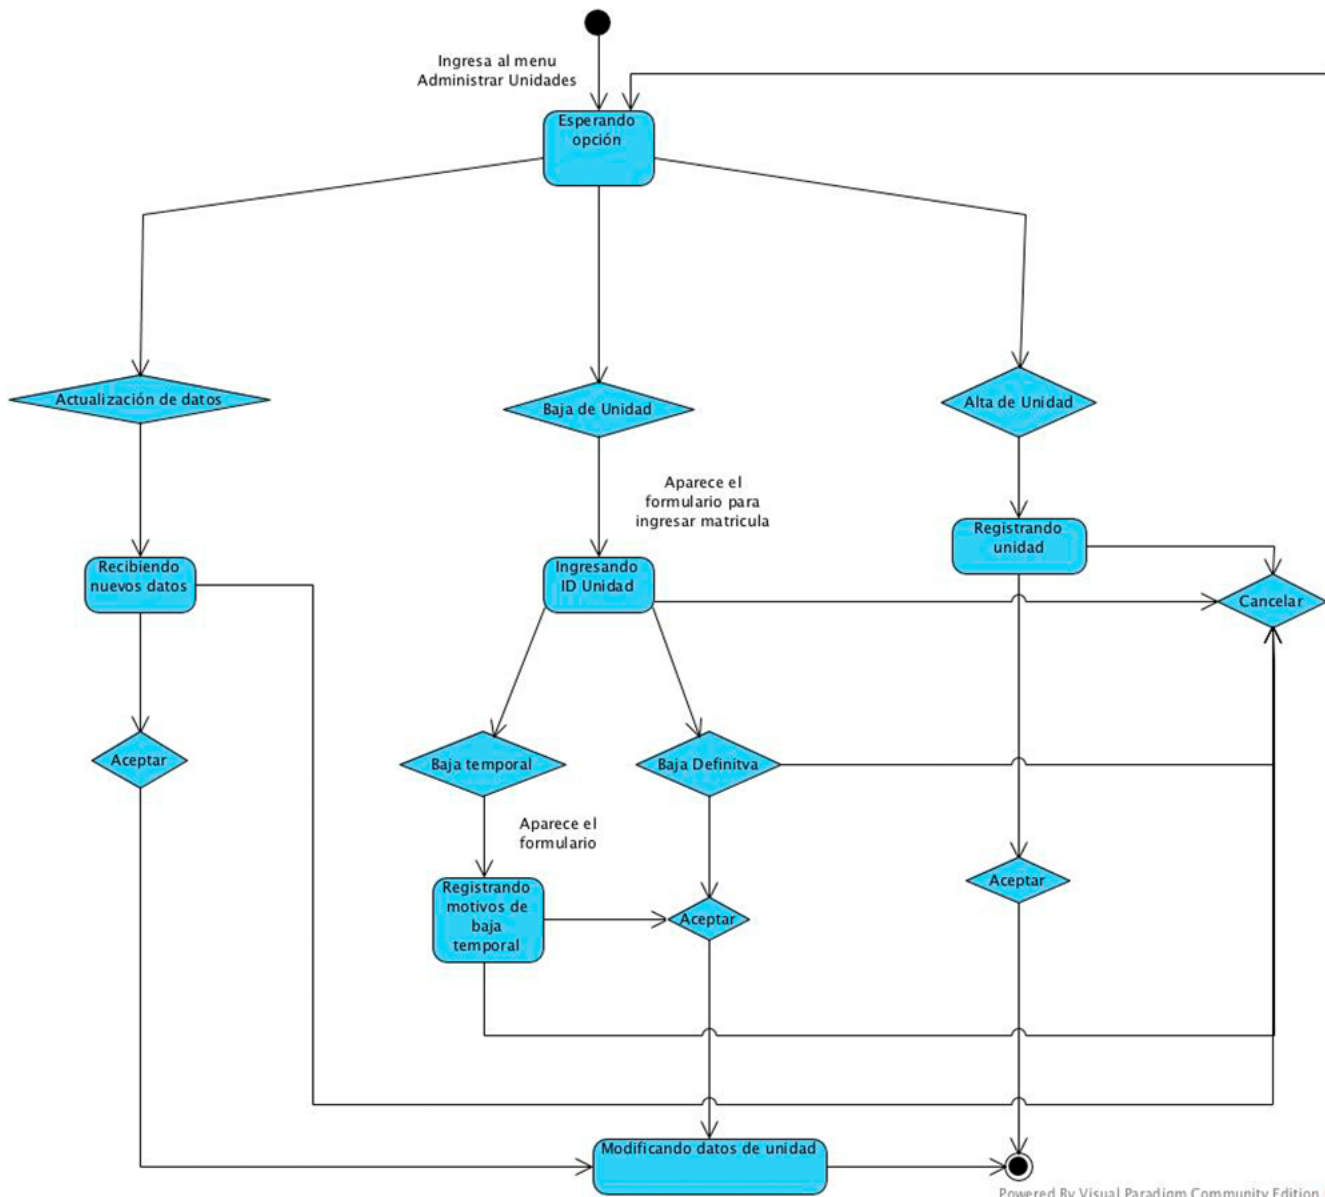 Ingresa al menu
Administrar Unidades
Esperando
opción
Actualización de datos
Baja de Unidad
Alta de Unidad
Aparece el
formulario para
ingresar matricula
Registrando
unidad
Recibiendo
nuevos datos
Ingresando
ID Unidad
Cancelar
Aceptar
Baja temporal
Baja Definitva
Aparece el
formulario
Registrando
motivos de
baja
temporal
Aceptar
Aceptar
Modificando datos de unidad
Powered By Visual Paradigm Community Edition